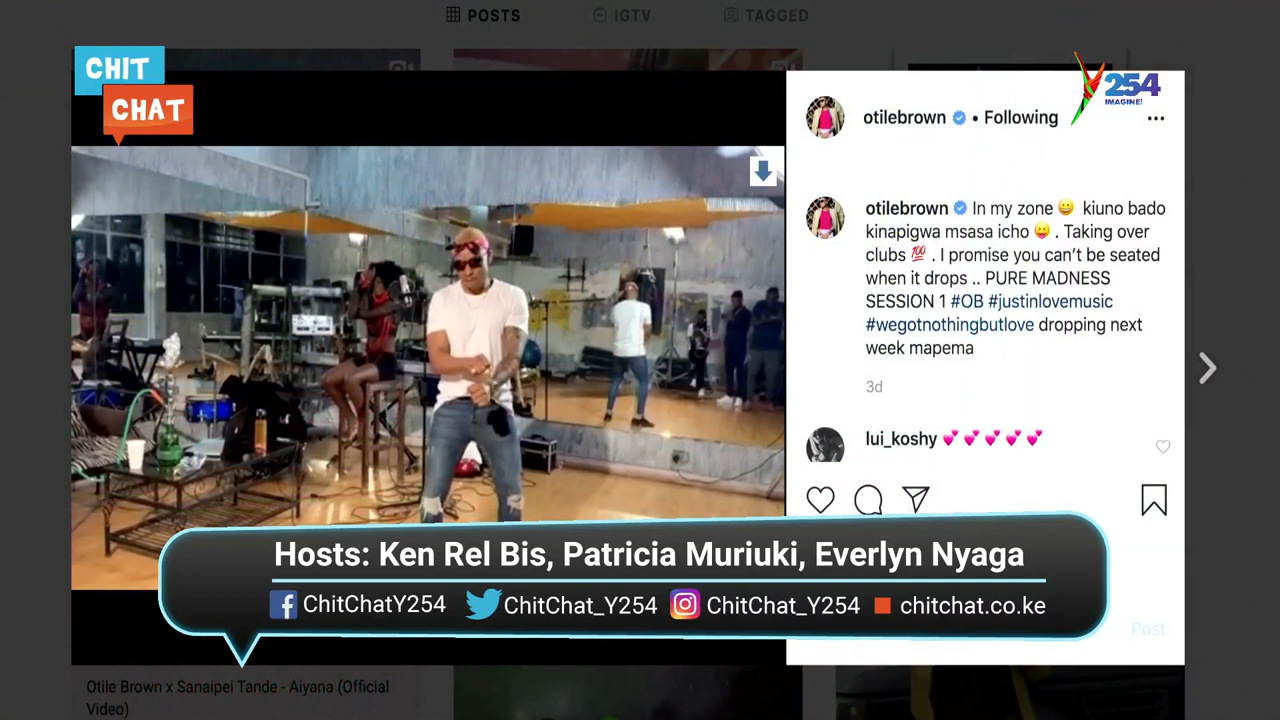 POSTS IGTV TAGGED
CHIT
CHAT
254
IMAGINE!
otilebrown • Following
otilebrown In my zone 😀 kiuno bado
kinapigwa msasa icho 😝 . Taking over
clubs 💯 . I promise you can't be seated
when it drops .. PURE MADNESS
SESSION 1 #OB #justinlovemusic
#wegotnothingbutlove dropping next
week mapema
3d
lui_koshy 💕 💕 💕 💕 💕
Hosts: Ken Rel Bis, Patricia Muriuki, Everlyn Nyaga
ChitChatY254 ChitChat_Y254 ChitChat_Y254 chitchat.co.ke
Post
Otile Brown x Sanaipei Tande - Aiyana (Official
Video)